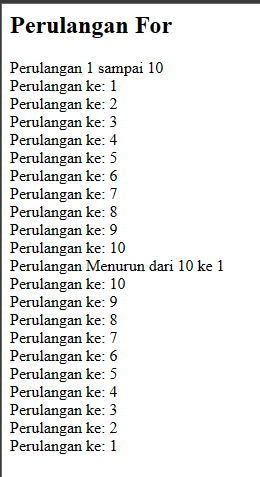 Perulangan For
Perulangan 1 sampai 10
Perulangan ke: 1
Perulangan ke: 2
Perulangan ke: 3
Perulangan ke: 4
Perulangan ke: 5
Perulangan ke: 6
Perulangan ke: 7
Perulangan ke: 8
Perulangan ke: 9
Perulangan ke: 10
Perulangan Menurun dari 10 ke 1
Perulangan ke: 10
Perulangan ke: 9
Perulangan ke: 8
Perulangan ke: 7
Perulangan ke: 6
Perulangan ke: 5
Perulangan ke: 4
Perulangan ke: 3
Perulangan ke: 2
Perulangan ke: 1